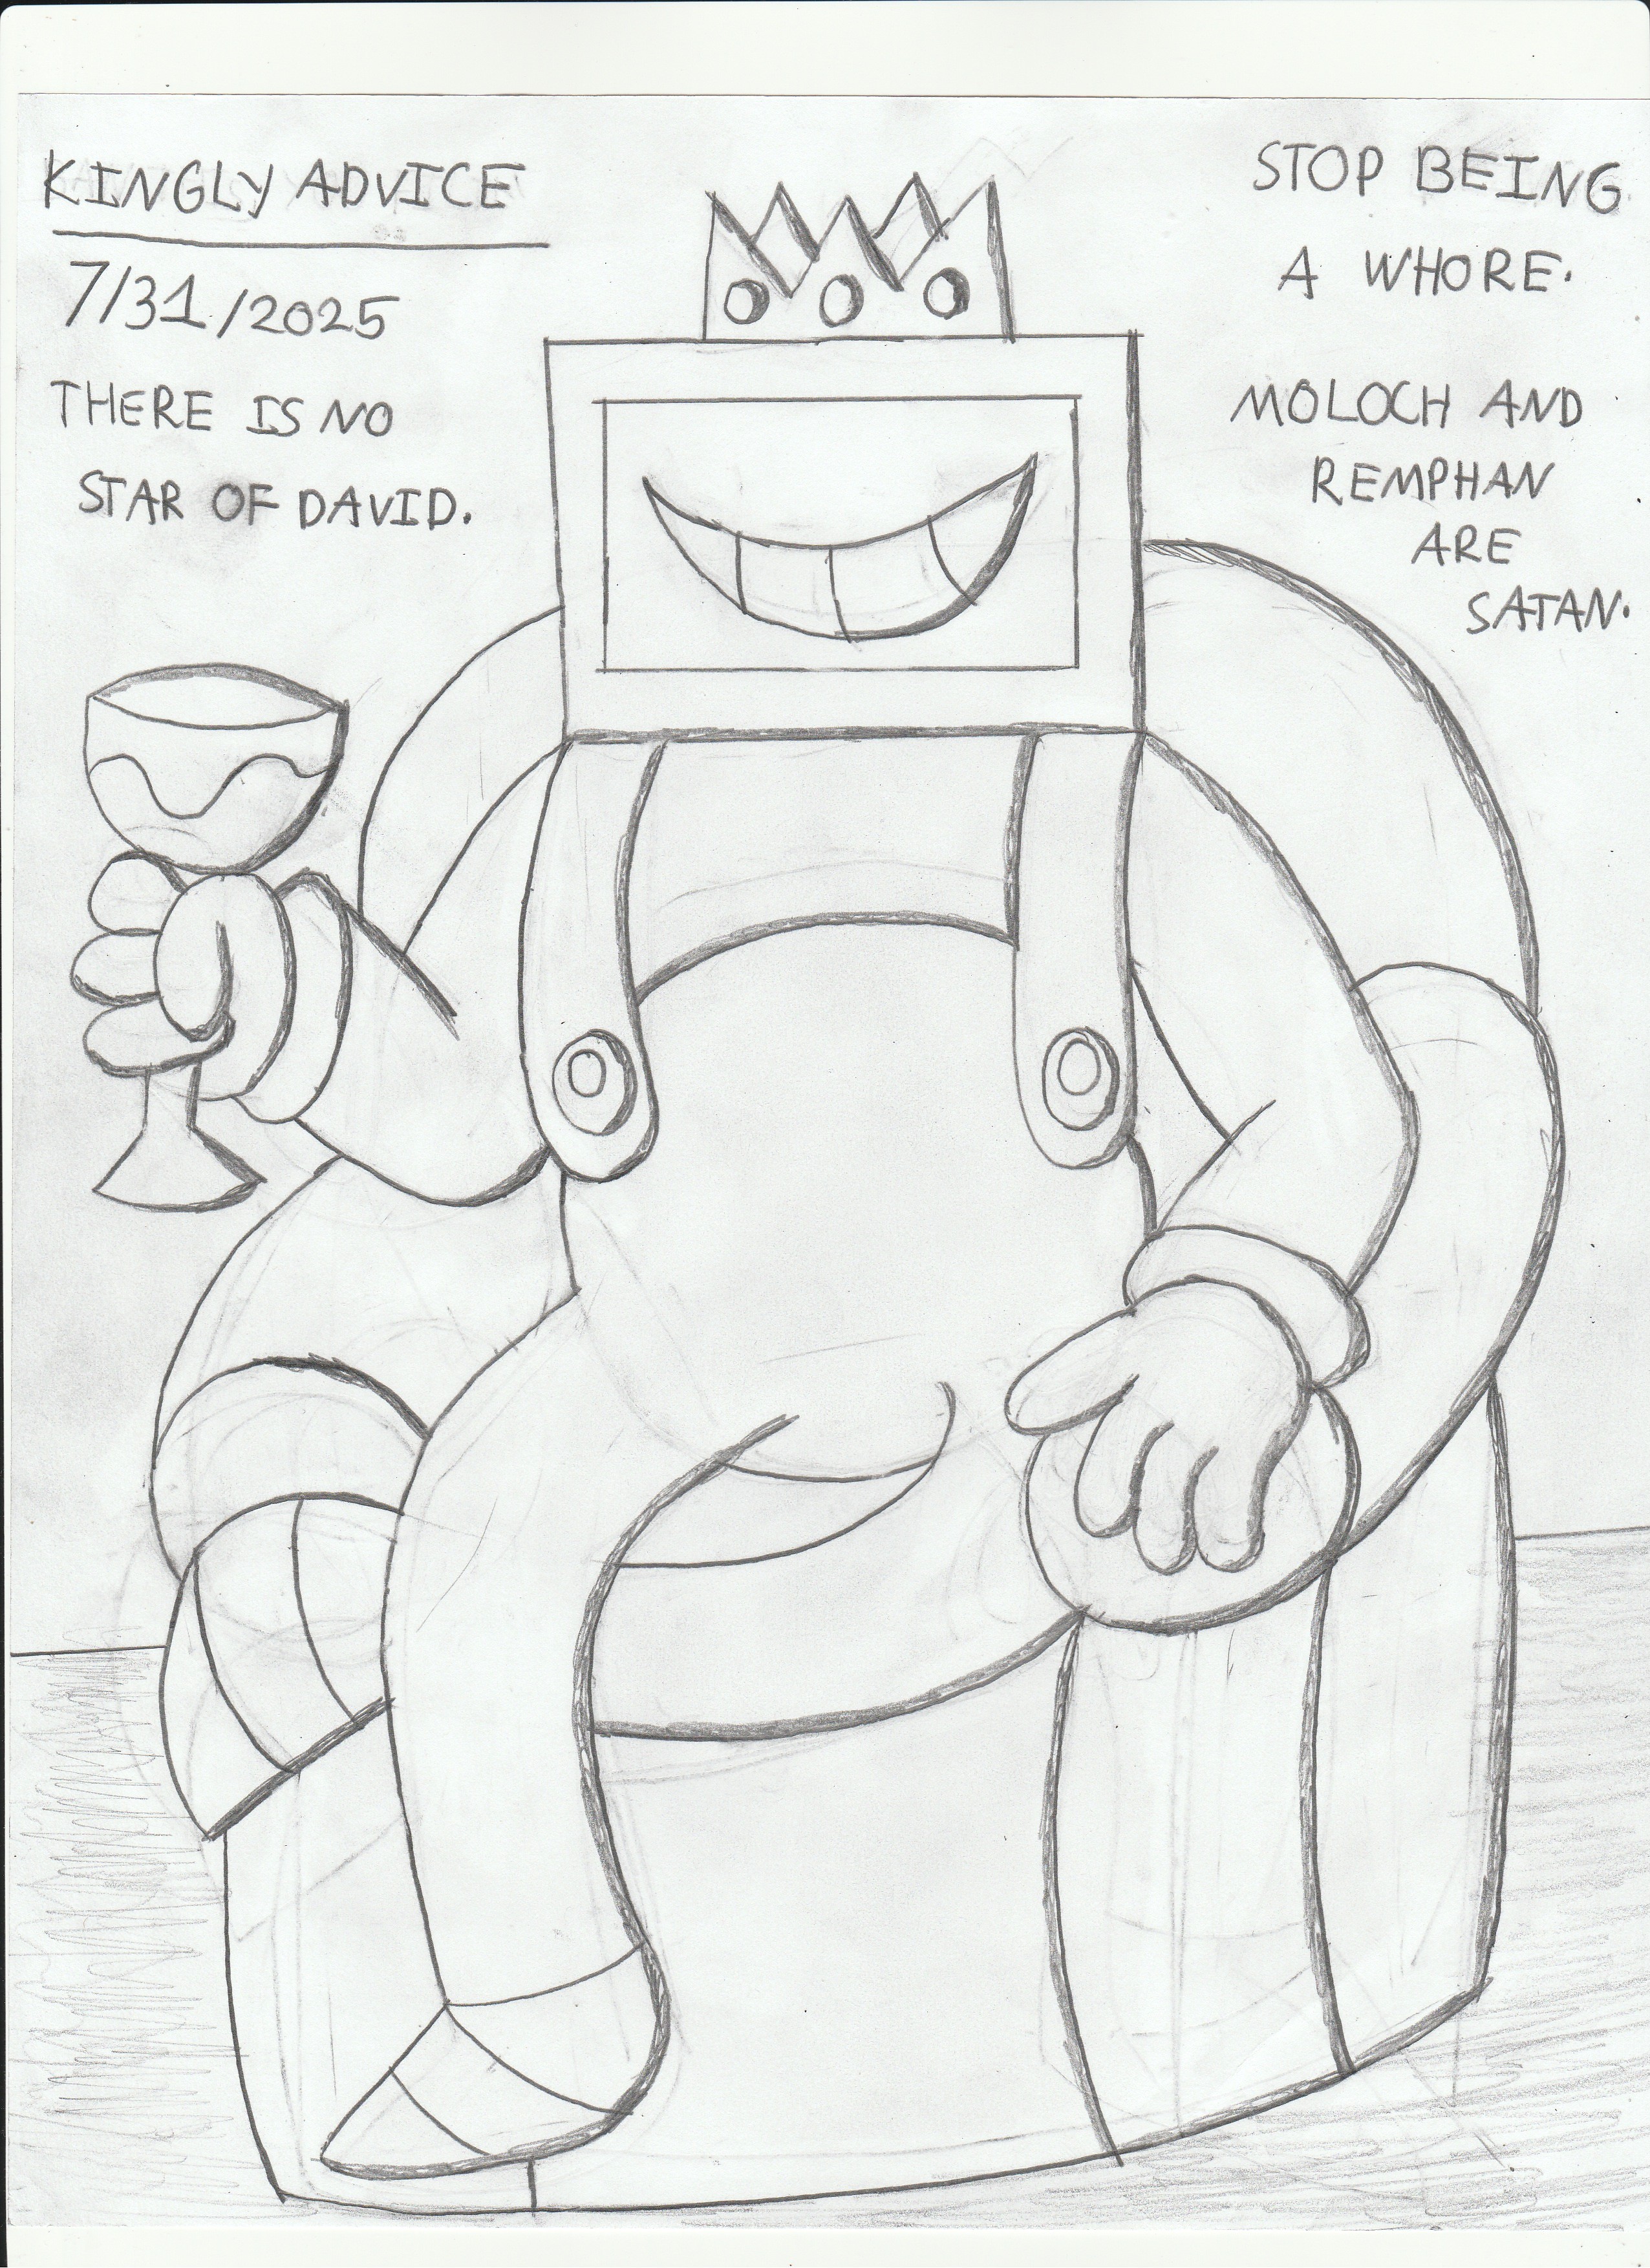 KINGLY ADVICE
7/31/2025
THERE IS NO
STAR OF DAVID.
STOP BEING
A WHORE.
MOLOCH AND
REMPHAN
ARE
SATAN.